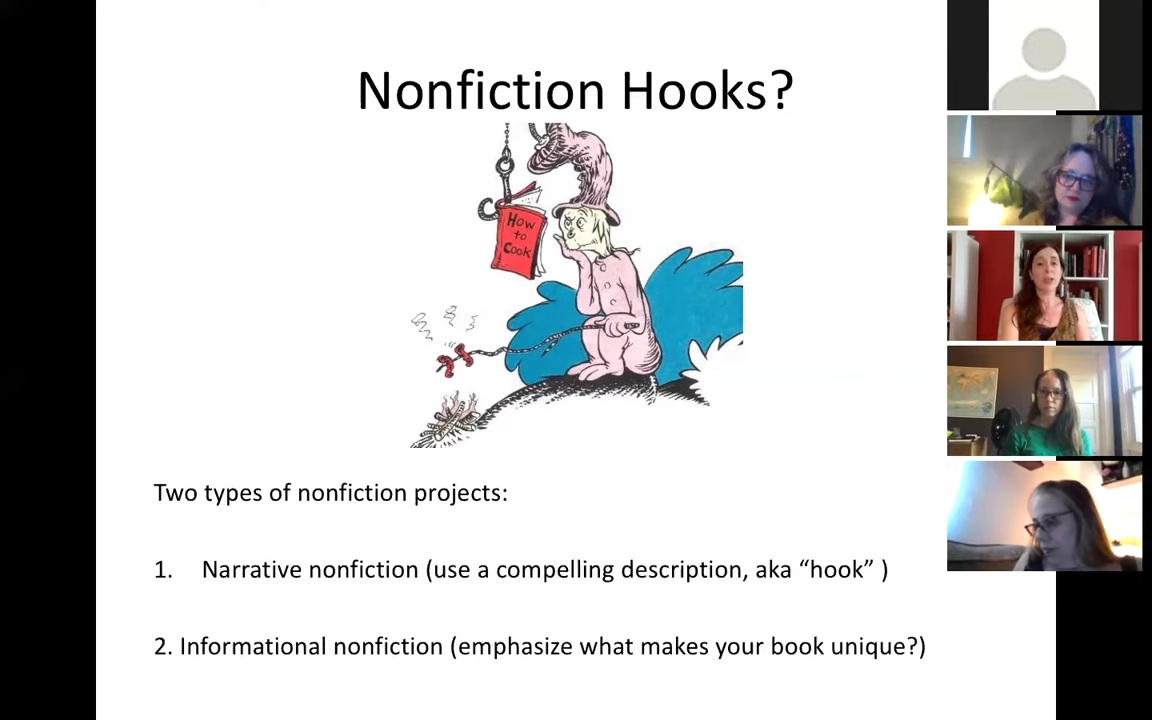 Nonfiction Hooks?
How
to
Cook
Two types of nonfiction projects:
1. Narrative nonfiction (use a compelling description, aka “hook” )
2. Informational nonfiction (emphasize what makes your book unique?)